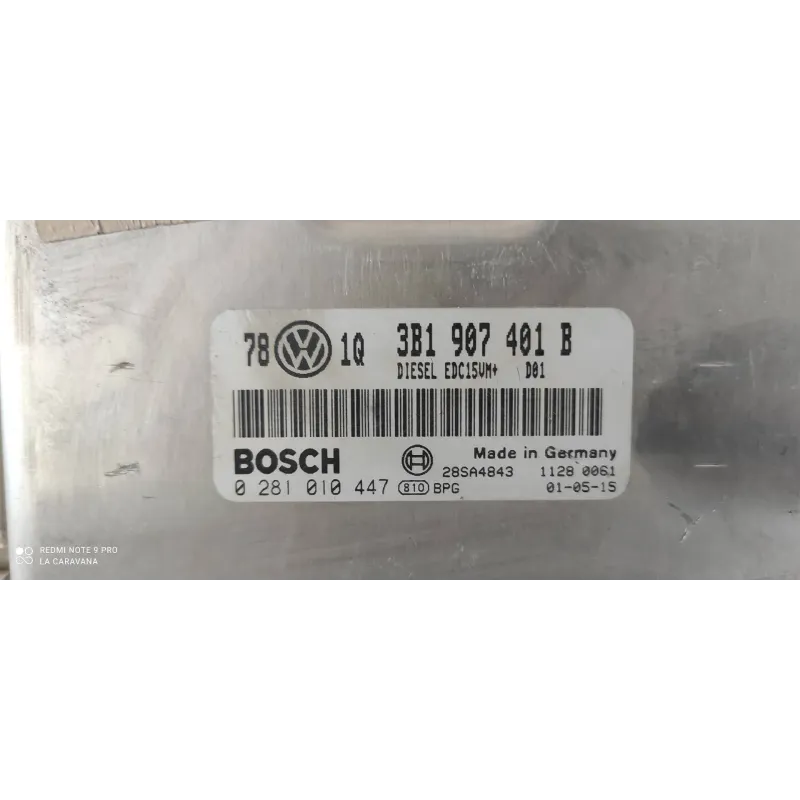 78 VW 1Q 3B1 907 401 B
DIESEL EDC15VM+ D01
BOSCH Made in Germany
28SA4843 1128 0061
0 281 010 447 810 BPG 01-05-15
REDMI NOTE 9 PRO
LA CARAVANA